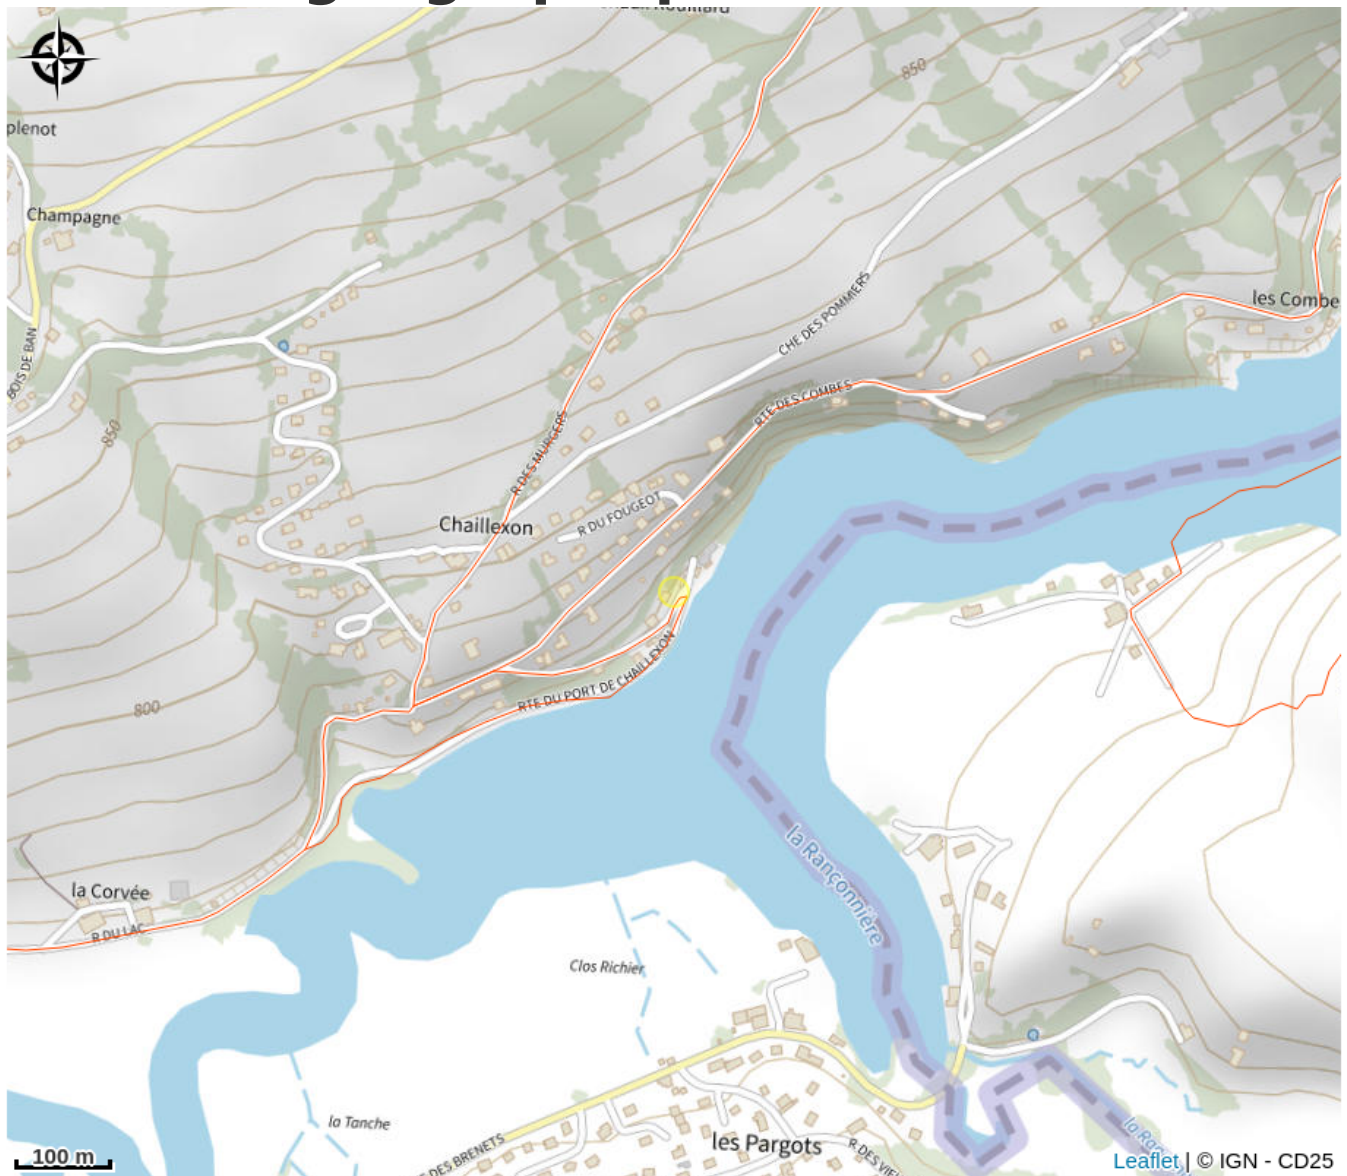 850
plenot
Champagne
les Combe
CHE DES POMMIERS
BOIS DE BAN
RTE DES COMBES
850
R DES MURGERS
R DU FOUGEOT
Chaillexon
RTE DU PORT DE CHAILLEXON
800
la Rançonnière
la Corvée
R DU LAC
Clos Richier
la Tanche
les Pargots
DES BRENETS
R DES VIE
100 m
Leaflet | © IGN - CD25